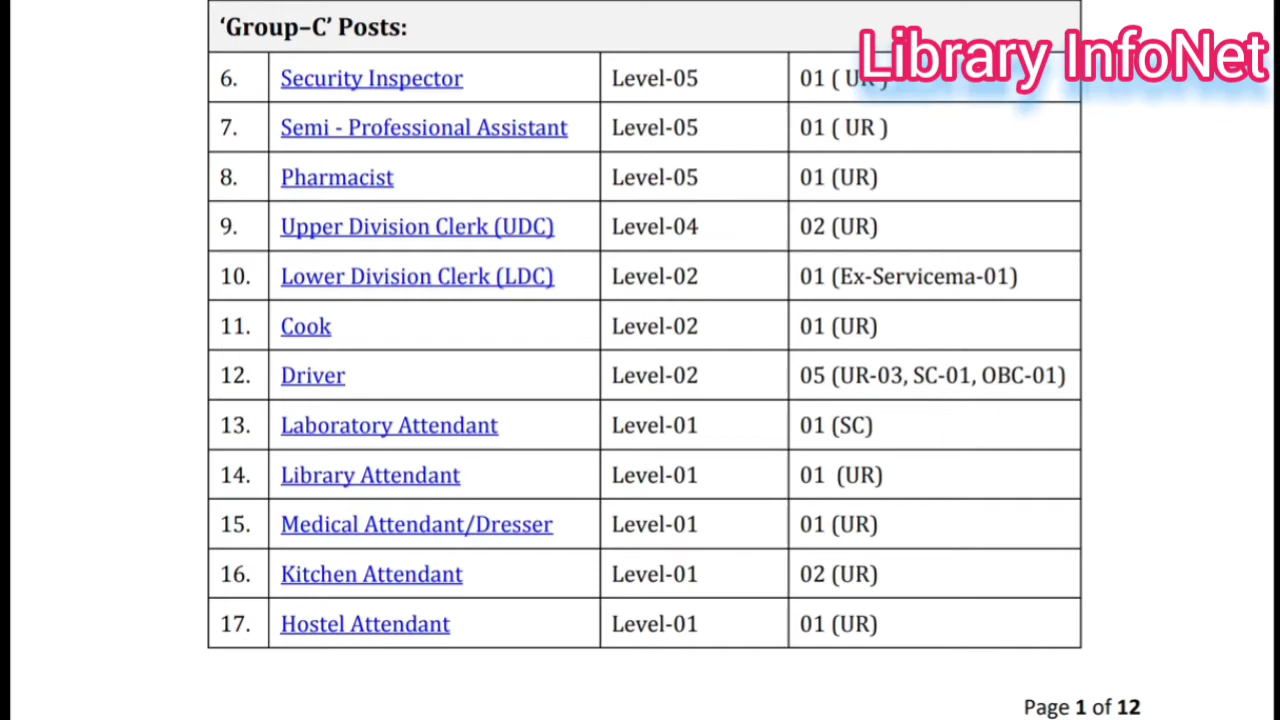 ‘Group–C’ Posts:
Library InfoNet
6. Security Inspector Level-05 01 ( UR )
7. Semi - Professional Assistant Level-05 01 ( UR )
8. Pharmacist Level-05 01 (UR)
9. Upper Division Clerk (UDC) Level-04 02 (UR)
10. Lower Division Clerk (LDC) Level-02 01 (Ex-Servicema-01)
11. Cook Level-02 01 (UR)
12. Driver Level-02 05 (UR-03, SC-01, OBC-01)
13. Laboratory Attendant Level-01 01 (SC)
14. Library Attendant Level-01 01 (UR)
15. Medical Attendant/Dresser Level-01 01 (UR)
16. Kitchen Attendant Level-01 02 (UR)
17. Hostel Attendant Level-01 01 (UR)
Page 1 of 12